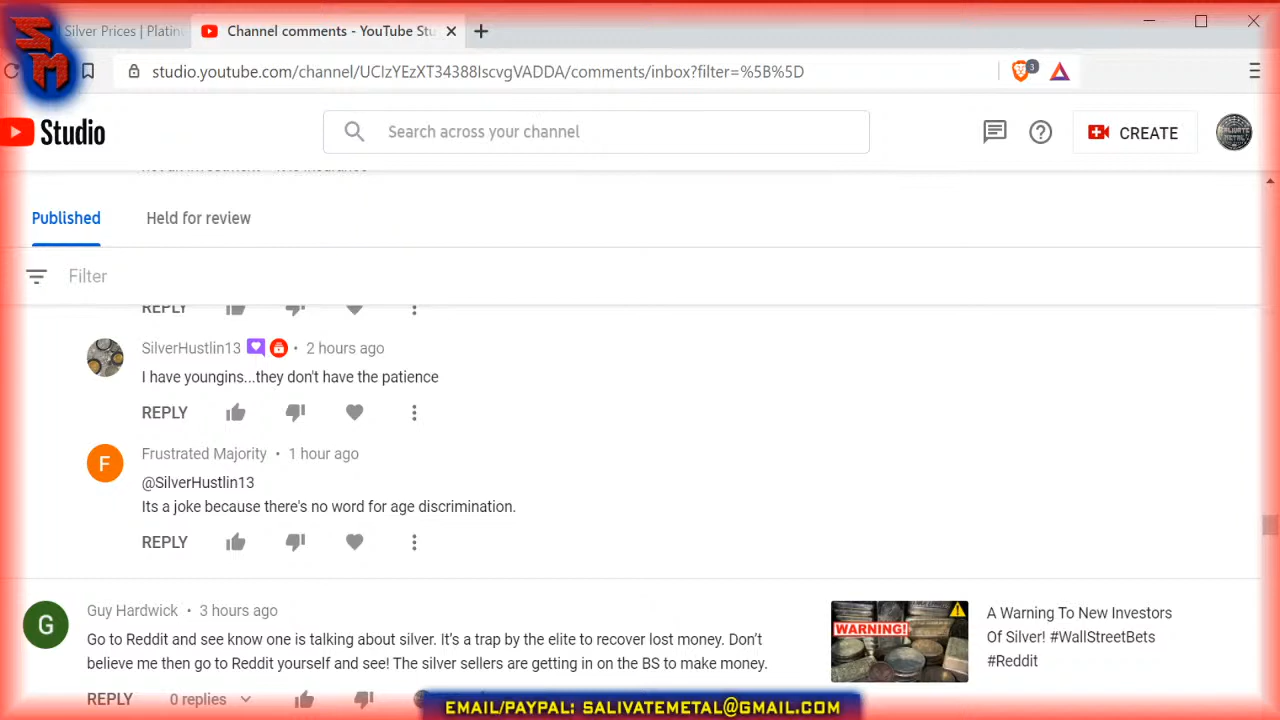 SM
Silver Prices | Platin
Channel comments - YouTube Stu
studio.youtube.com/channel/UCIzYEzXT34388IscvgVADDA/comments/inbox?filter=%5B%5D
3
Studio
Search across your channel
CREATE
Published
Held for review
Filter
REPLY
SilverHustlin13 • 2 hours ago
I have youngins...they don't have the patience
REPLY
Frustrated Majority • 1 hour ago
@SilverHustlin13
Its a joke because there's no word for age discrimination.
REPLY
G
Guy Hardwick • 3 hours ago
Go to Reddit and see know one is talking about silver. It's a trap by the elite to recover lost money. Don't
believe me then go to Reddit yourself and see! The silver sellers are getting in on the BS to make money.
WARNING!
A Warning To New Investors
Of Silver! #WallStreetBets
#Reddit
REPLY 0 replies
EMAIL/PAYPAL: SALIVATEMETAL@GMAIL.COM